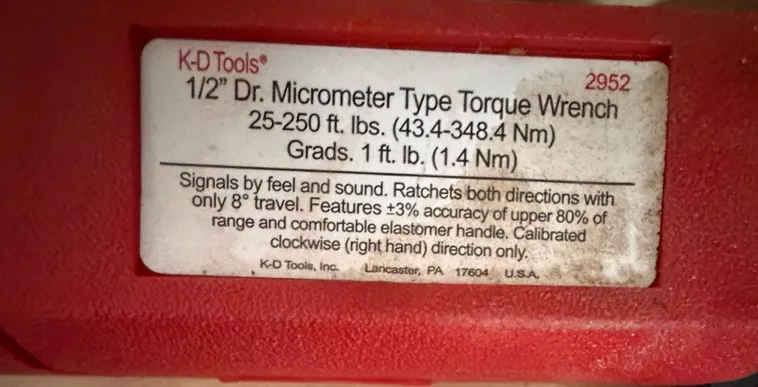 K-D Tools®
2952
1/2" Dr. Micrometer Type Torque Wrench
25-250 ft. lbs. (43.4-348.4 Nm)
Grads. 1 ft. lb. (1.4 Nm)
Signals by feel and sound. Ratchets both directions with
only 8° travel. Features ±3% accuracy of upper 80% of
range and comfortable elastomer handle. Calibrated
clockwise (right hand) direction only.
K-D Tools, Inc. Lancaster, PA 17604 U.S.A.